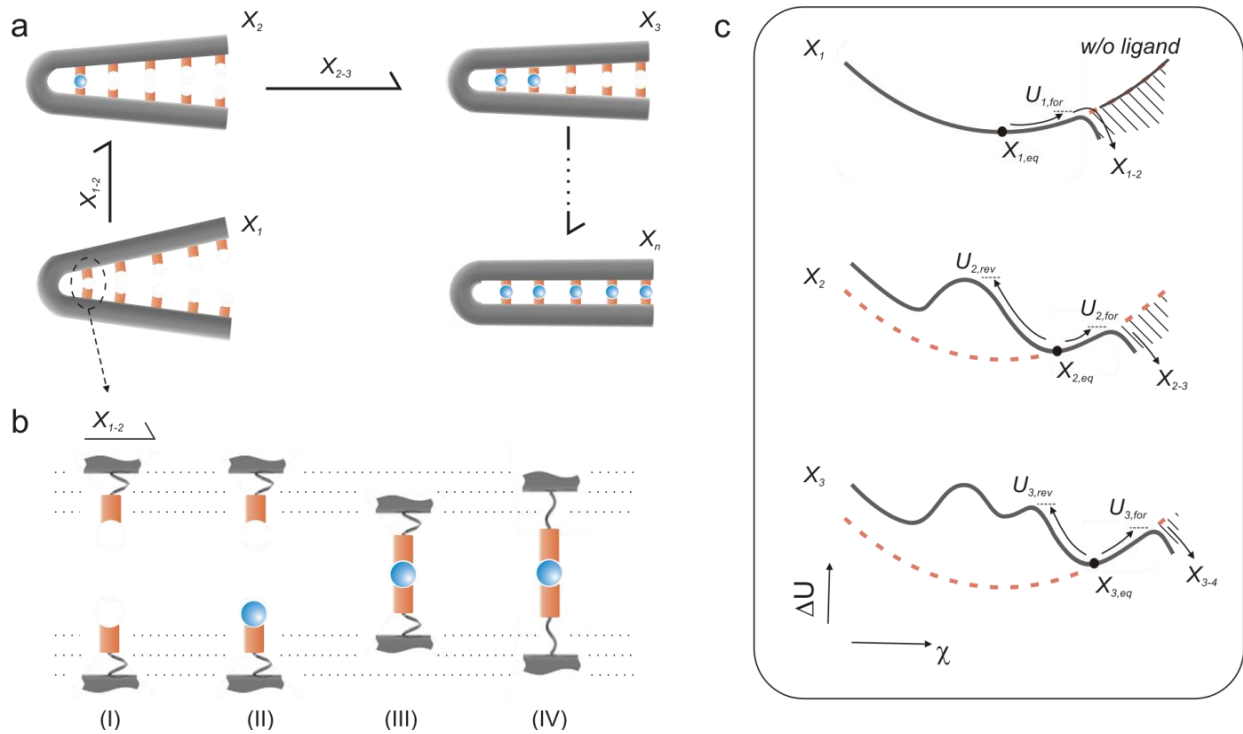 a
X2
X2-3
X3
X1-2
X1
Xn
b
X1-2
(I)
(II)
(III)
(IV)
c
X1
w/o ligand
U1,for
X1,eq
X1-2
X2
U2,rev
U2,for
X2,eq
X2-3
X3
U3,rev
U3,for
X3,eq
X3-4
ΔU
χ